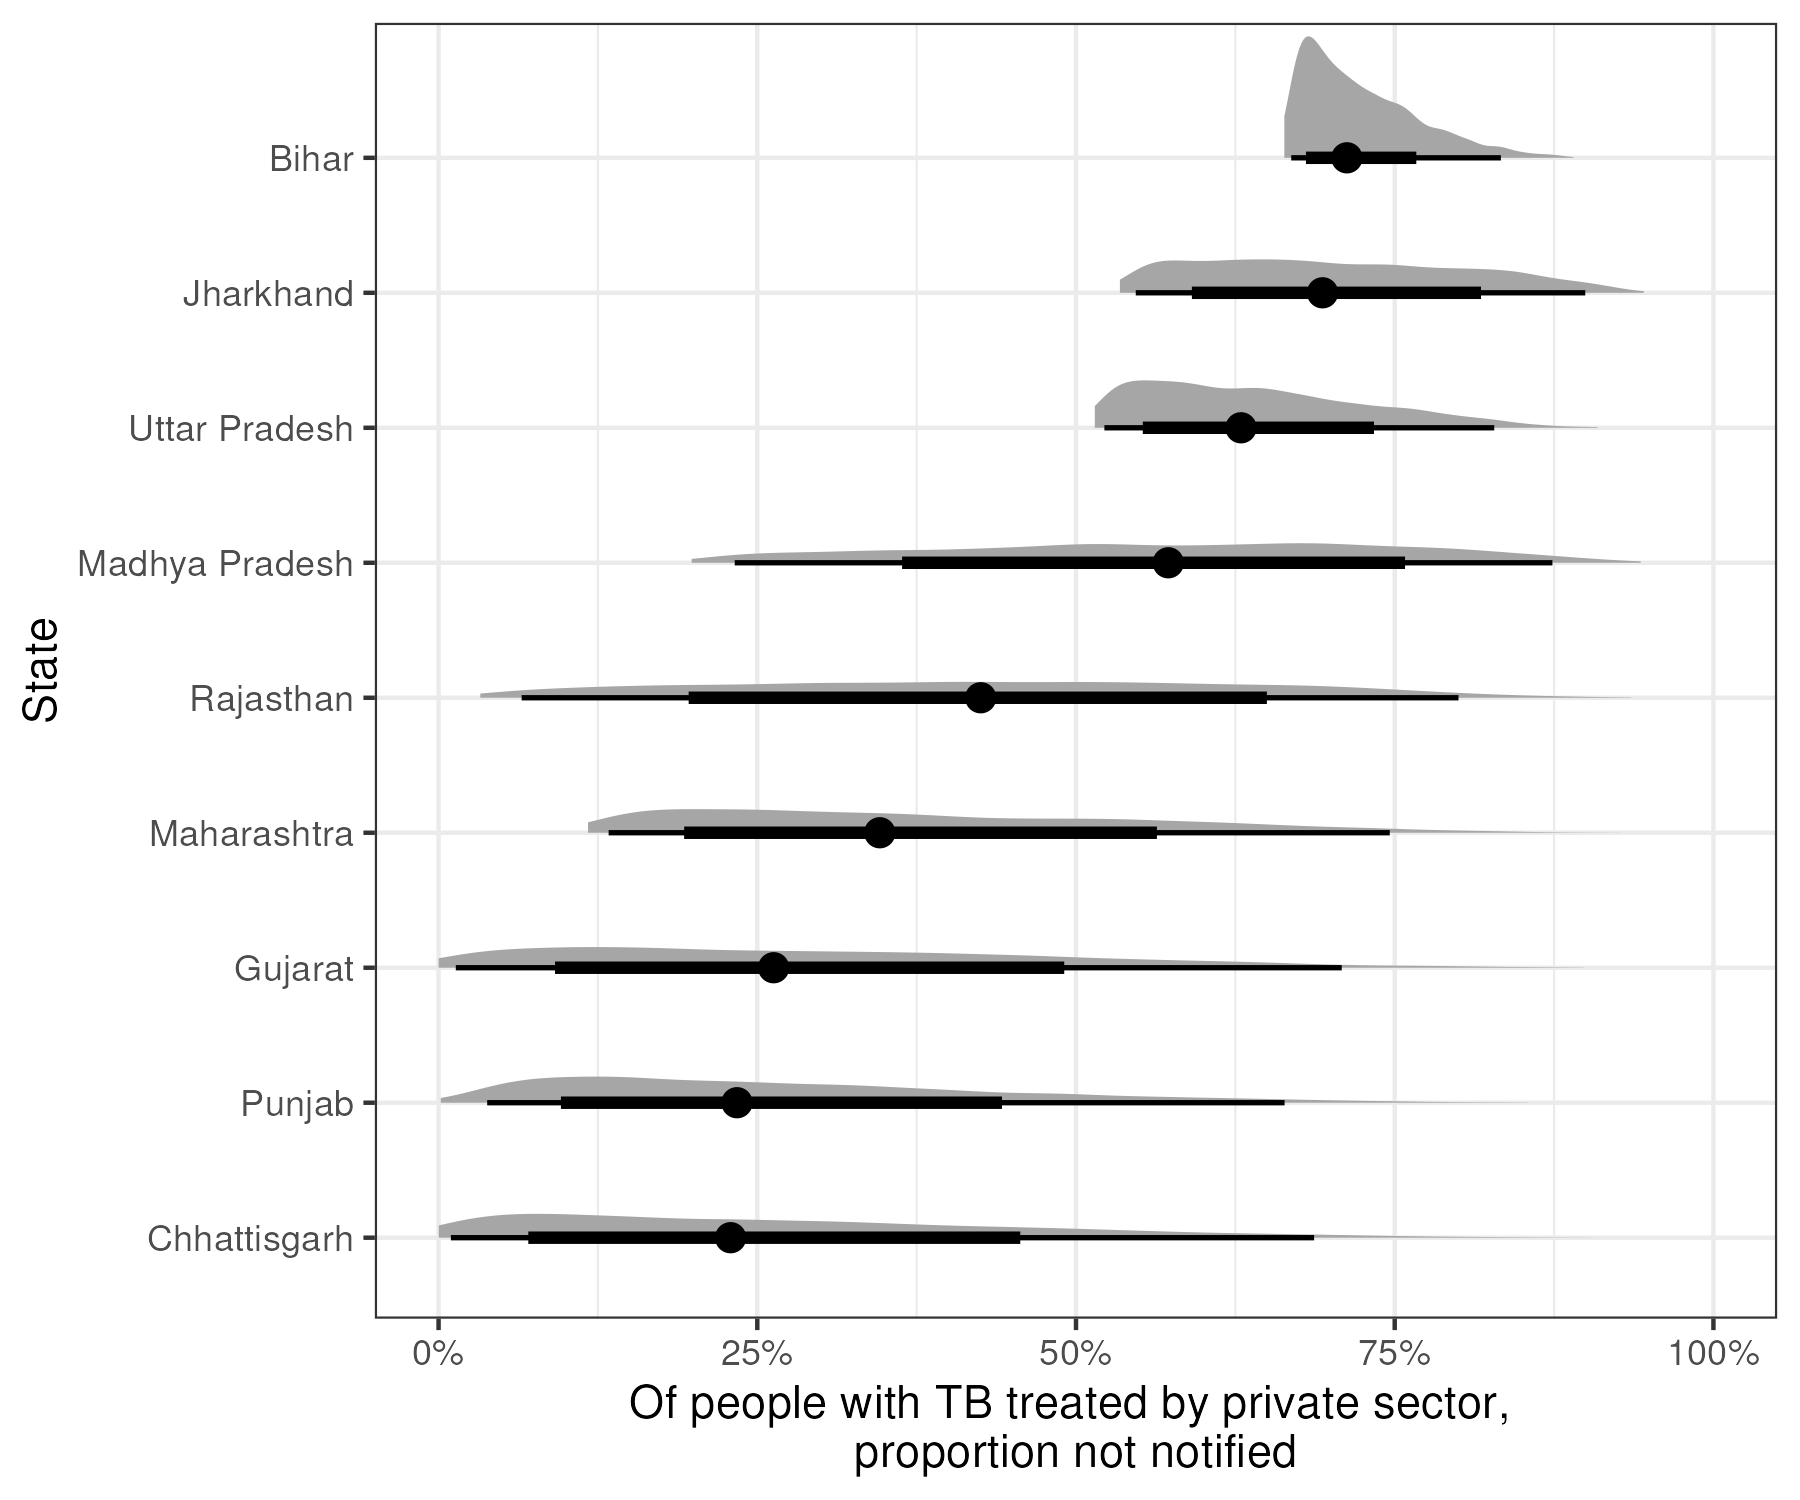 State
Bihar
Jharkhand
Uttar Pradesh
Madhya Pradesh
Rajasthan
Maharashtra
Gujarat
Punjab
Chhattisgarh
0% 25% 50% 75% 100%
Of people with TB treated by private sector,
proportion not notified